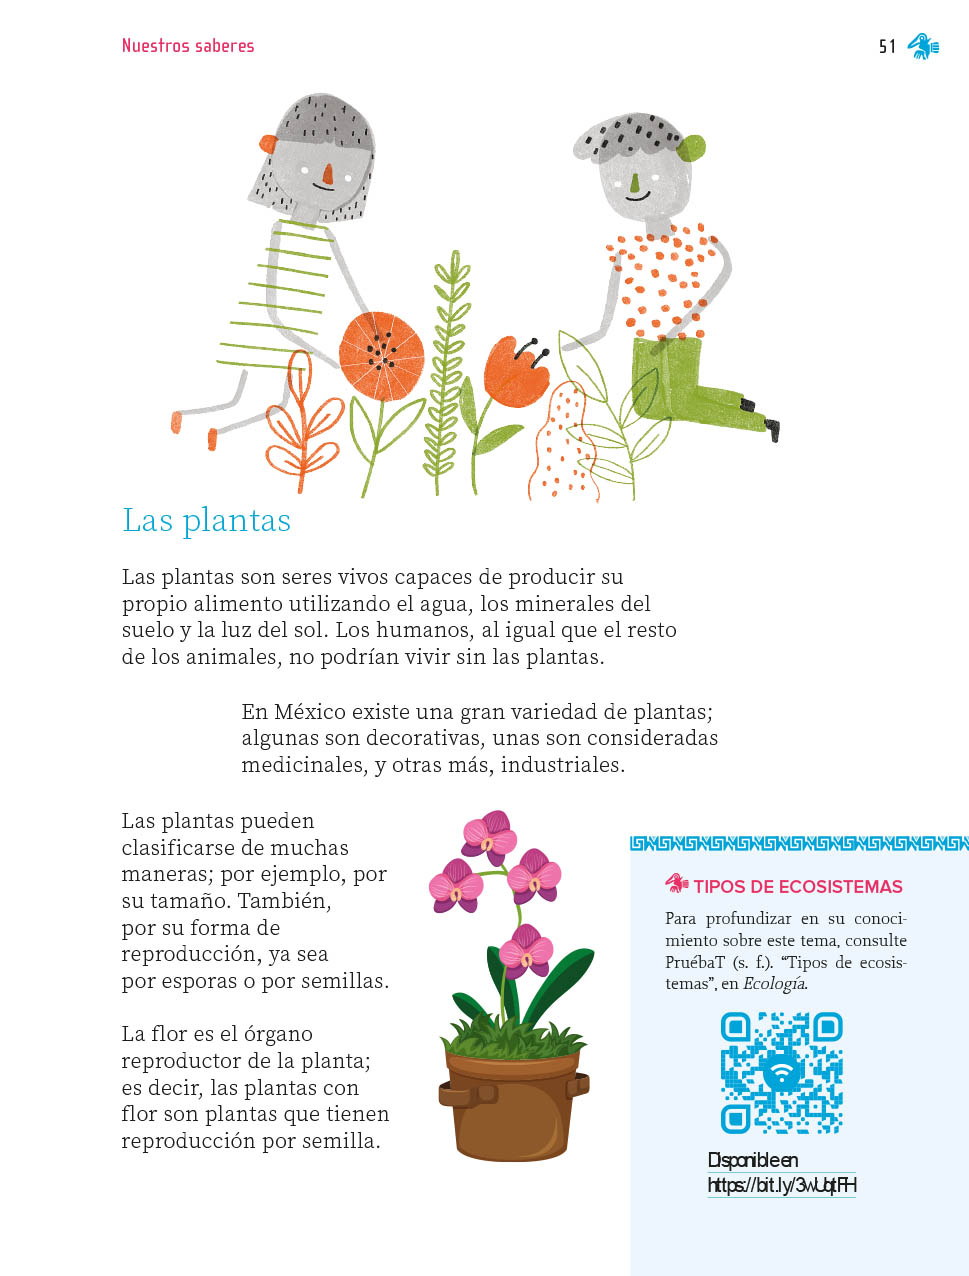 Nuestros saberes
51
Las plantas
Las plantas son seres vivos capaces de producir su
propio alimento utilizando el agua, los minerales del
suelo y la luz del sol. Los humanos, al igual que el resto
de los animales, no podrían vivir sin las plantas.
En México existe una gran variedad de plantas;
algunas son decorativas, unas son consideradas
medicinales, y otras más, industriales.
Las plantas pueden
clasificarse de muchas
maneras; por ejemplo, por
su tamaño. También,
por su forma de
reproducción, ya sea
por esporas o por semillas.
La flor es el órgano
reproductor de la planta;
es decir, las plantas con
flor son plantas que tienen
reproducción por semilla.
TIPOS DE ECOSISTEMAS
Para profundizar en su conoci-
miento sobre este tema, consulte
PruébaT (s. f.). “Tipos de ecosis-
temas”, en Ecología.
Disponible en
https://bit.ly/3wUqtFH